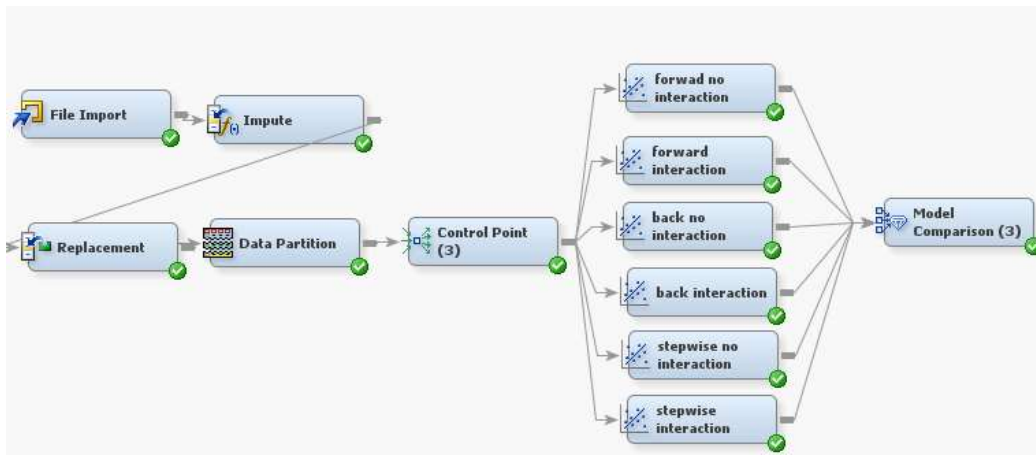 File Import
Impute
Replacement
Data Partition
Control Point
(3)
forwad no
interaction
forward
interaction
back no
interaction
back interaction
stepwise no
interaction
stepwise
interaction
Model
Comparison (3)